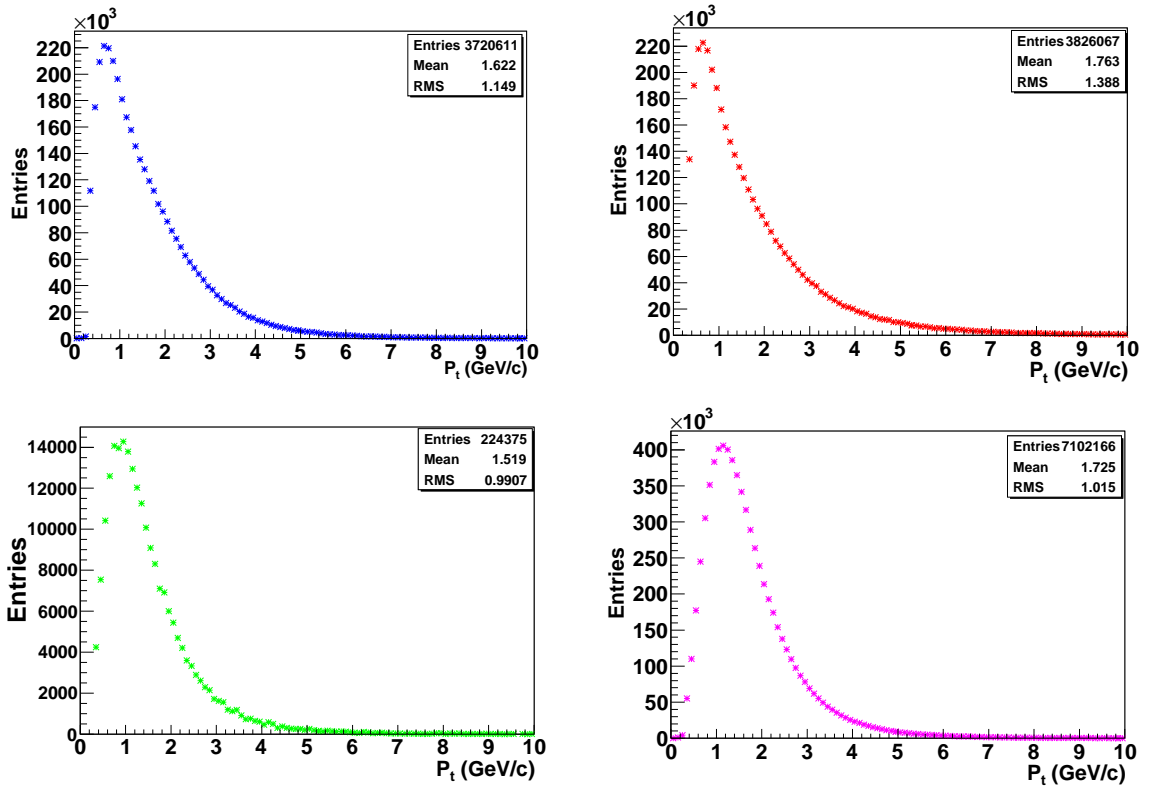 ×10³
220
200
180
160
140
120
100
80
60
40
20
0
Entries
Entries 3720611
Mean 1.622
RMS 1.149
0 1 2 3 4 5 6 7 8 9 10
P_t (GeV/c)
×10³
220
200
180
160
140
120
100
80
60
40
20
0
Entries
Entries 3826067
Mean 1.763
RMS 1.388
0 1 2 3 4 5 6 7 8 9 10
P_t (GeV/c)
14000
12000
10000
8000
6000
4000
2000
0
Entries
Entries 224375
Mean 1.519
RMS 0.9907
0 1 2 3 4 5 6 7 8 9 10
P_t (GeV/c)
×10³
400
350
300
250
200
150
100
50
0
Entries
Entries 7102166
Mean 1.725
RMS 1.015
0 1 2 3 4 5 6 7 8 9 10
P_t (GeV/c)